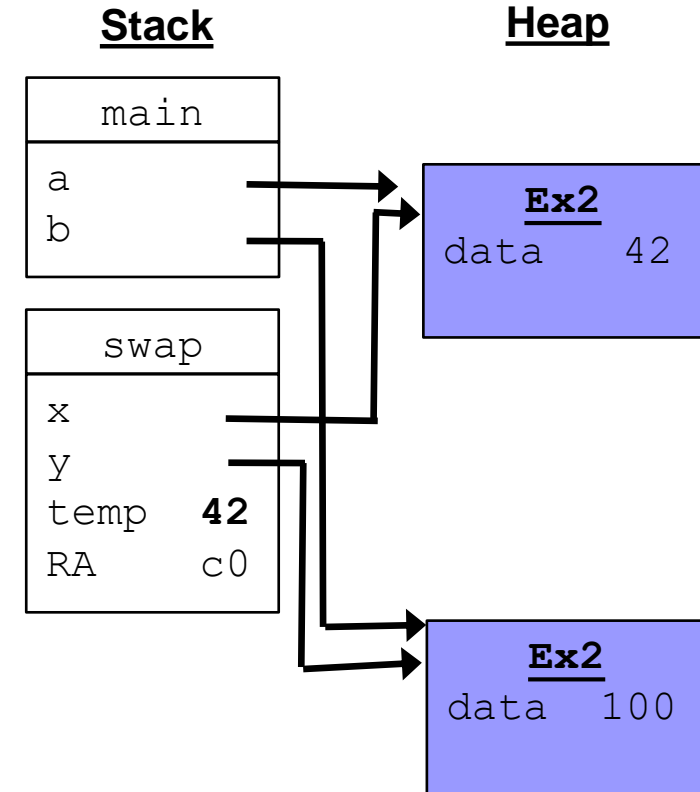 Stack
Heap
main
a
b
swap
x
y
temp 42
RA c0
Ex2
data 42
Ex2
data 100